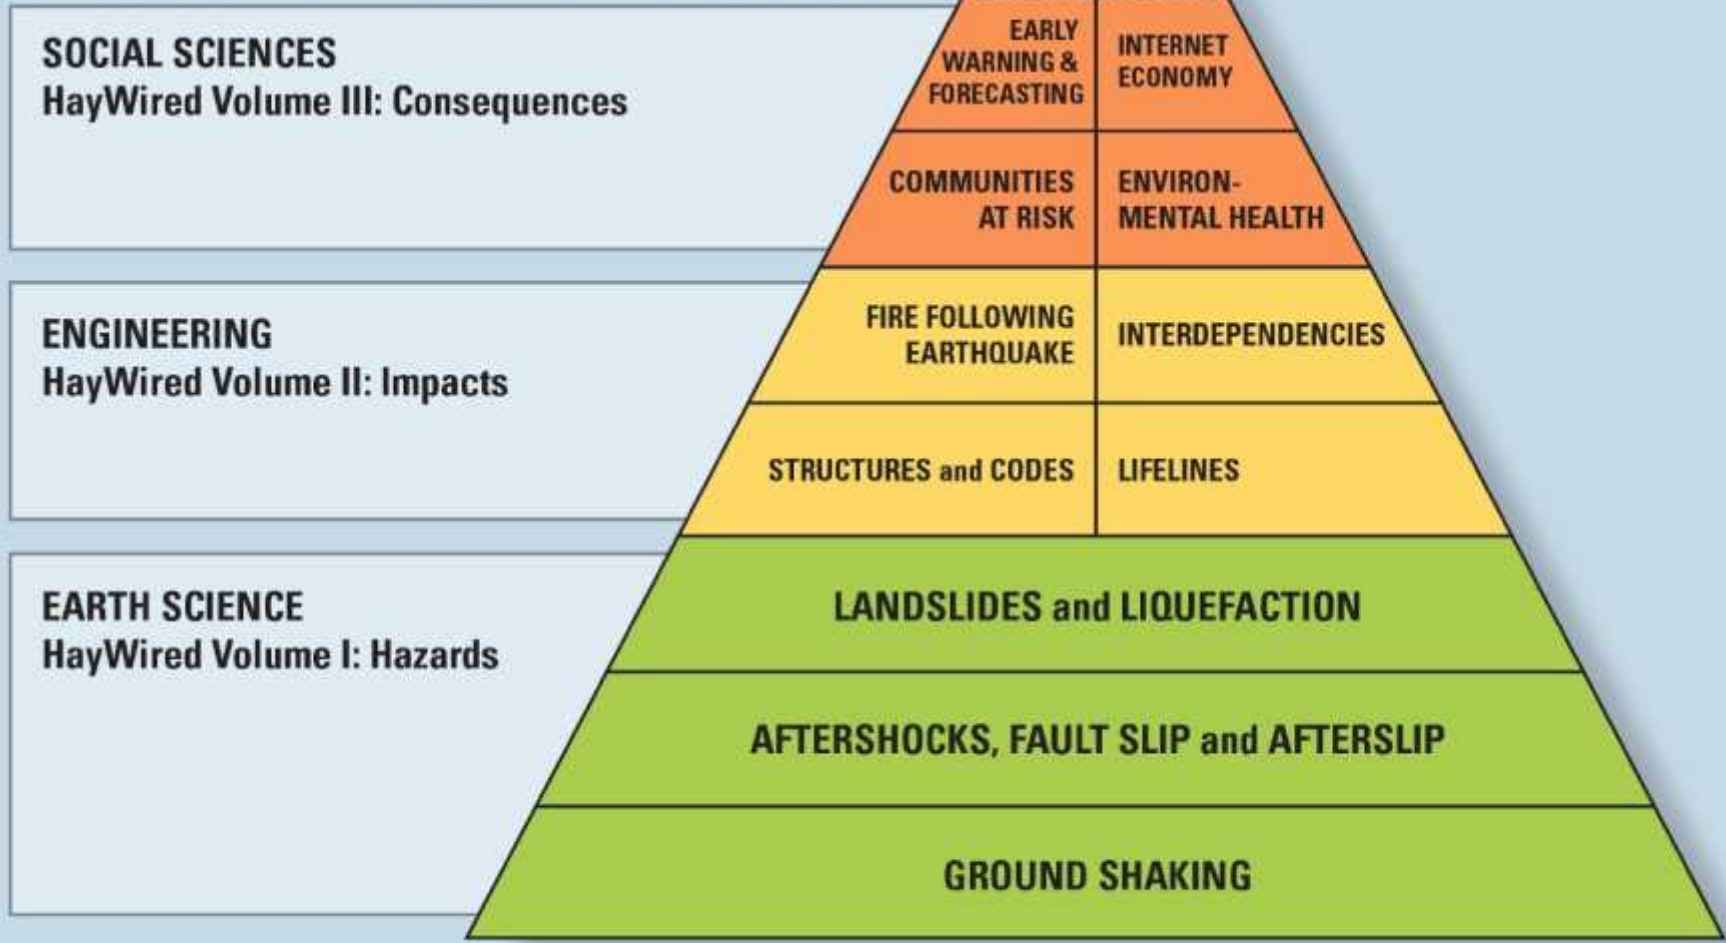 SOCIAL SCIENCES
HayWired Volume III: Consequences
EARLY
WARNING &
FORECASTING
INTERNET
ECONOMY
COMMUNITIES
AT RISK
ENVIRON-
MENTAL HEALTH
ENGINEERING
HayWired Volume II: Impacts
FIRE FOLLOWING
EARTHQUAKE
INTERDEPENDENCIES
STRUCTURES and CODES
LIFELINES
EARTH SCIENCE
HayWired Volume I: Hazards
LANDSLIDES and LIQUEFACTION
AFTERSHOCKS, FAULT SLIP and AFTERSLIP
GROUND SHAKING